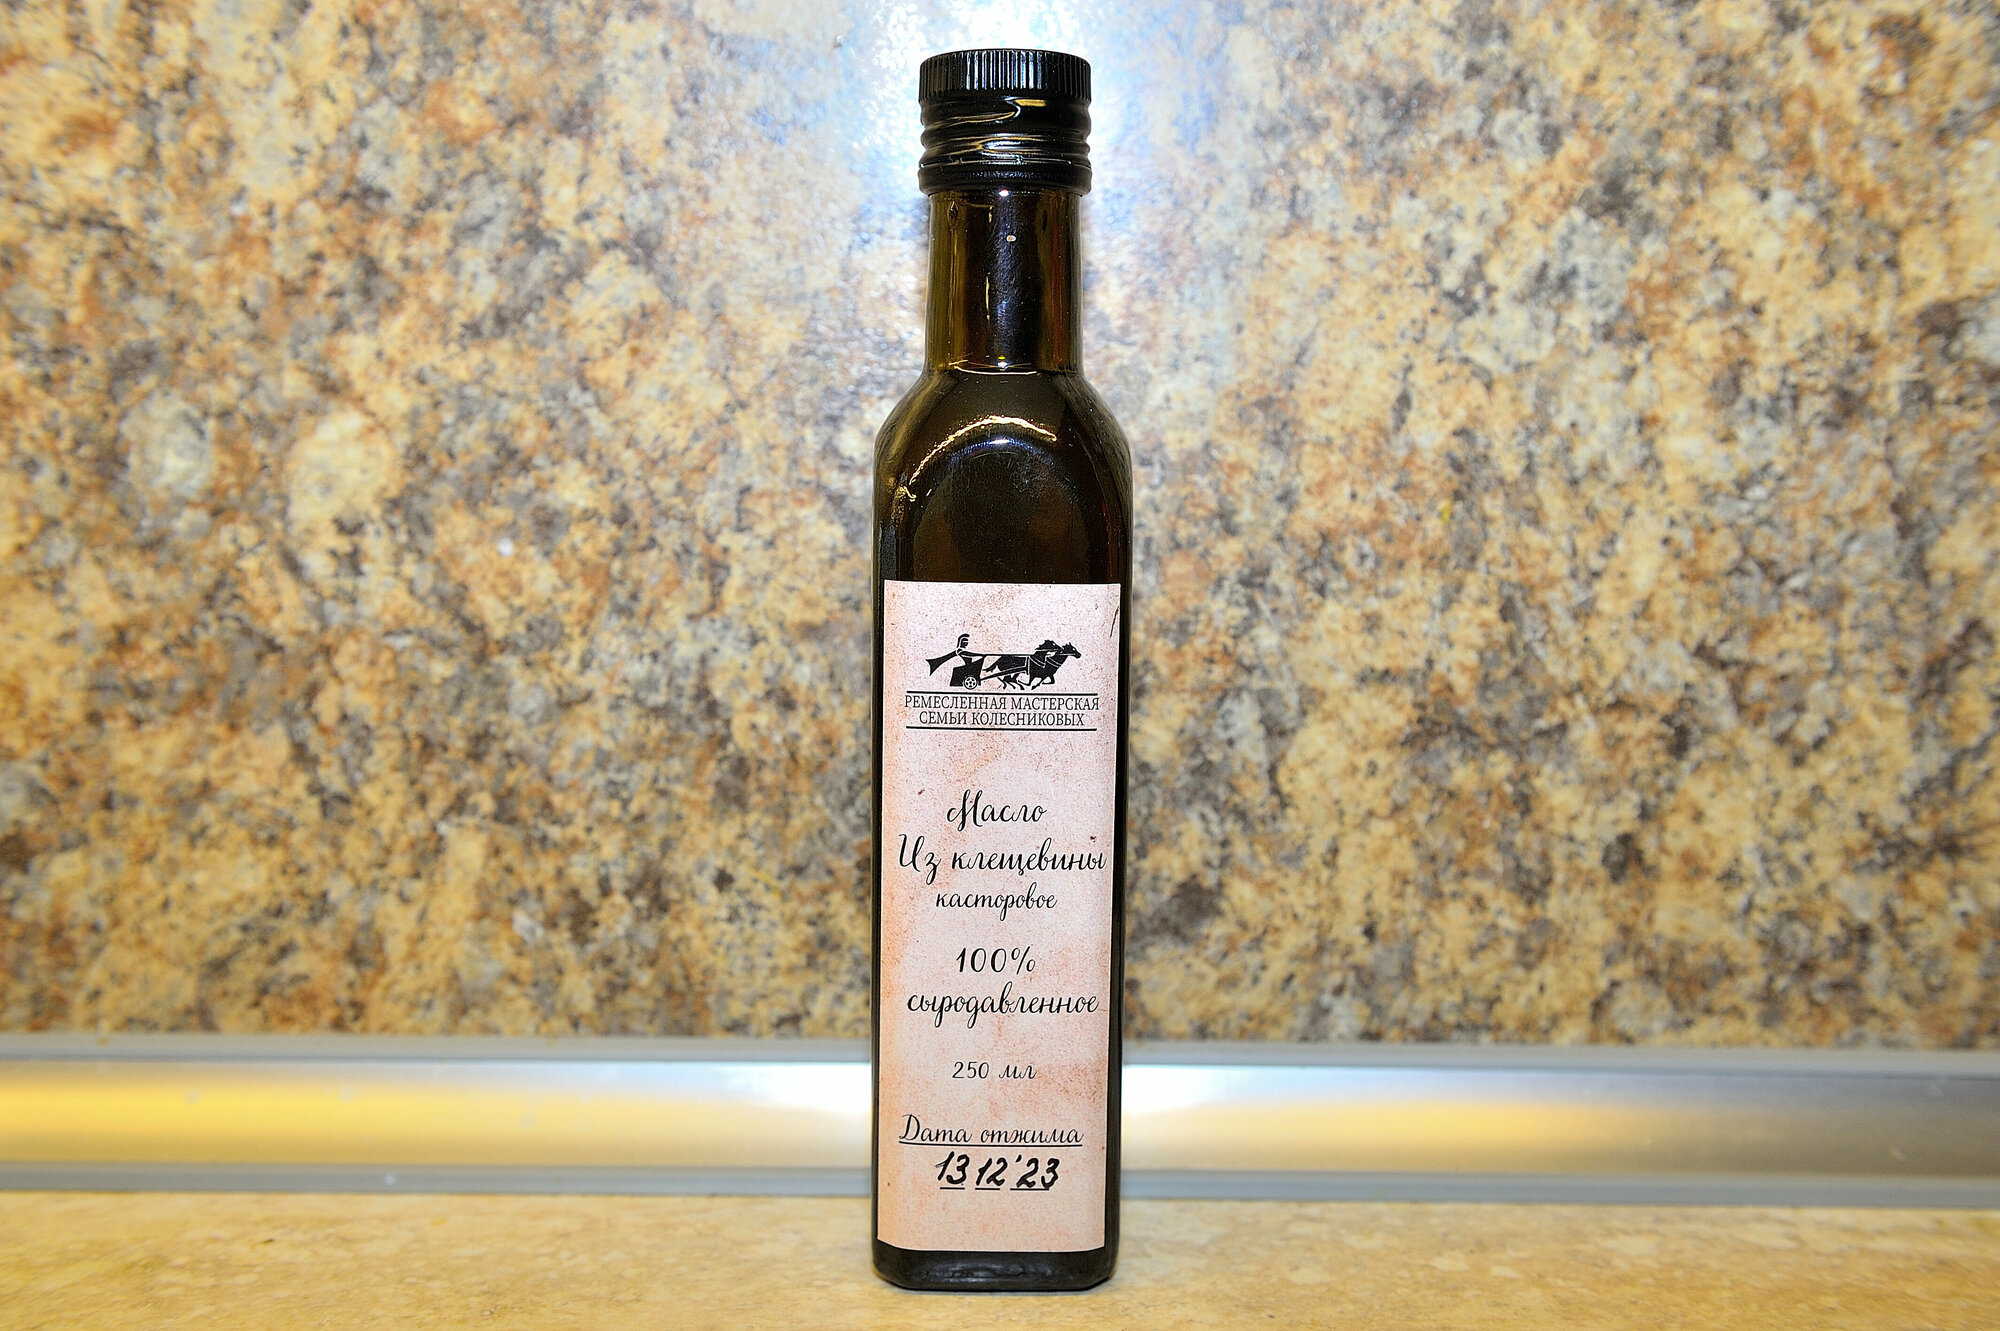 РЕМЕСЛЕННАЯ МАСТЕРСКАЯ
СЕМЬИ КОЛЕСНИКОВЫХ
Масло
Из клещевины
касторовое
100%
сыродавленное
250 мл
Дата отжима
13 12'23